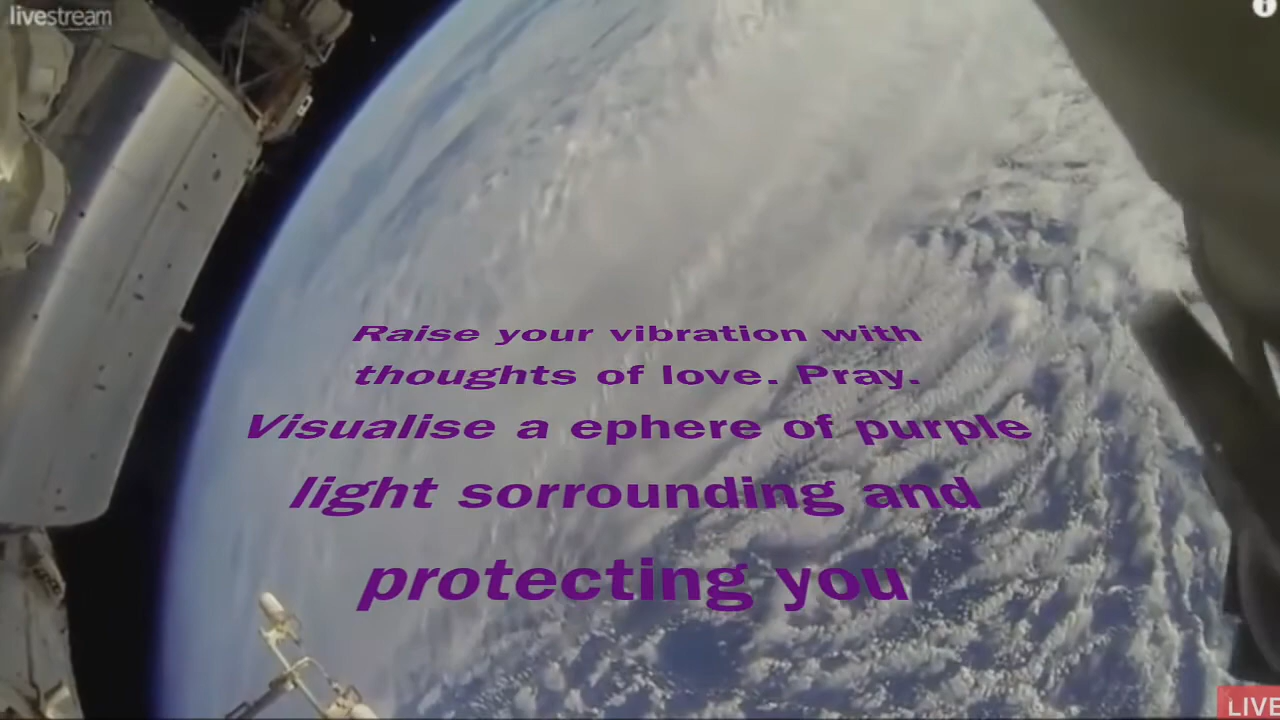 livestream
Raise your vibration with
thoughts of love. Pray.
Visualise a ephere of purple
light sorrounding and
protecting you
LIVE